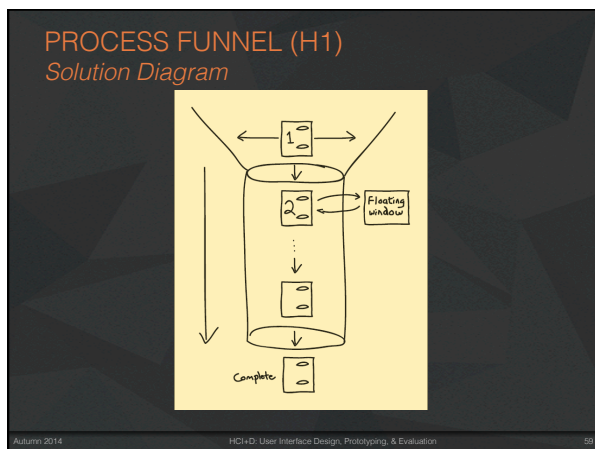 PROCESS FUNNEL (H1)
Solution Diagram
1
2
Floating
window
Complete
Autumn 2014
HCI+D: User Interface Design, Prototyping, & Evaluation
59